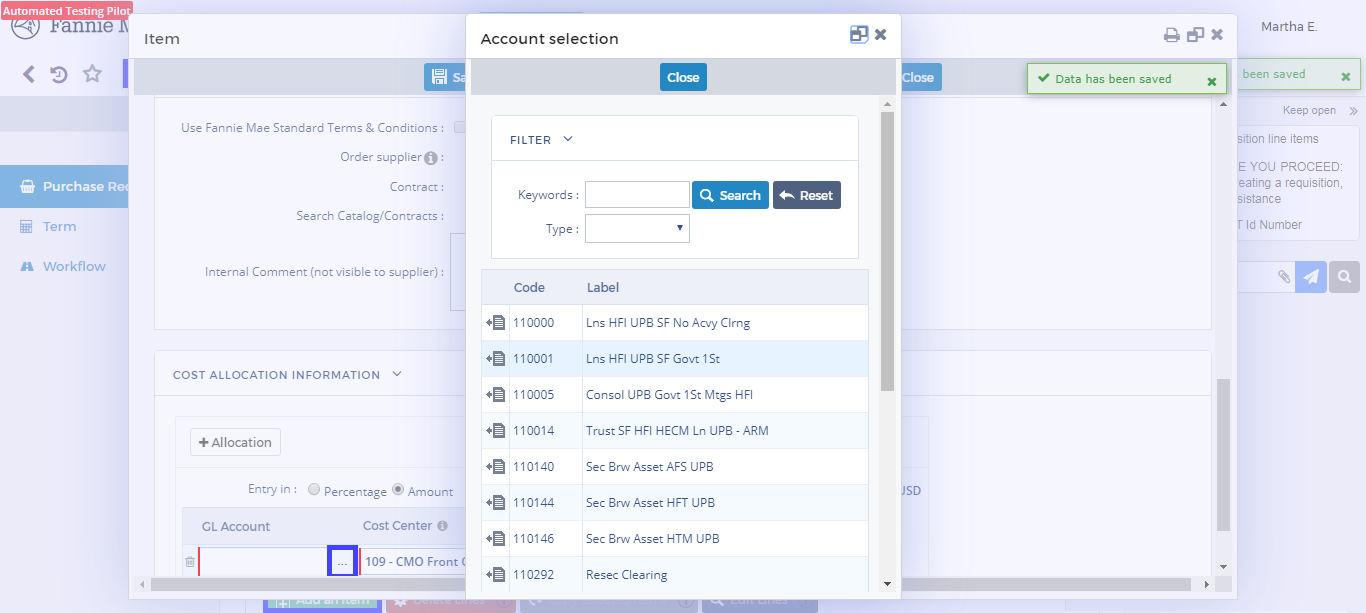 Automated Testing Pilot
Fannie M
Martha E.
Item
Account selection
Sa
Close
Close
Data has been saved
been saved
Keep open
Use Fannie Mae Standard Terms & Conditions :
Order supplier :
Contract :
Search Catalog/Contracts :
Internal Comment (not visible to supplier) :
Purchase Rec
Term
Workflow
FILTER
Keywords :
Search
Reset
Type :
sition line items
E YOU PROCEED:
eating a requisition,
sistance
T Id Number
Code Label
110000 Lns HFI UPB SF No Acvy Clrng
110001 Lns HFI UPB SF Govt 1St
110005 Consol UPB Govt 1St Mtgs HFI
110014 Trust SF HFI HECM Ln UPB - ARM
110140 Sec Brw Asset AFS UPB
110144 Sec Brw Asset HFT UPB
110146 Sec Brw Asset HTM UPB
110292 Resec Clearing
COST ALLOCATION INFORMATION
+ Allocation
Entry in : Percentage Amount
USD
GL Account Cost Center
... 109 - CMO Front O
Add an item Delete Lines Edit Lines